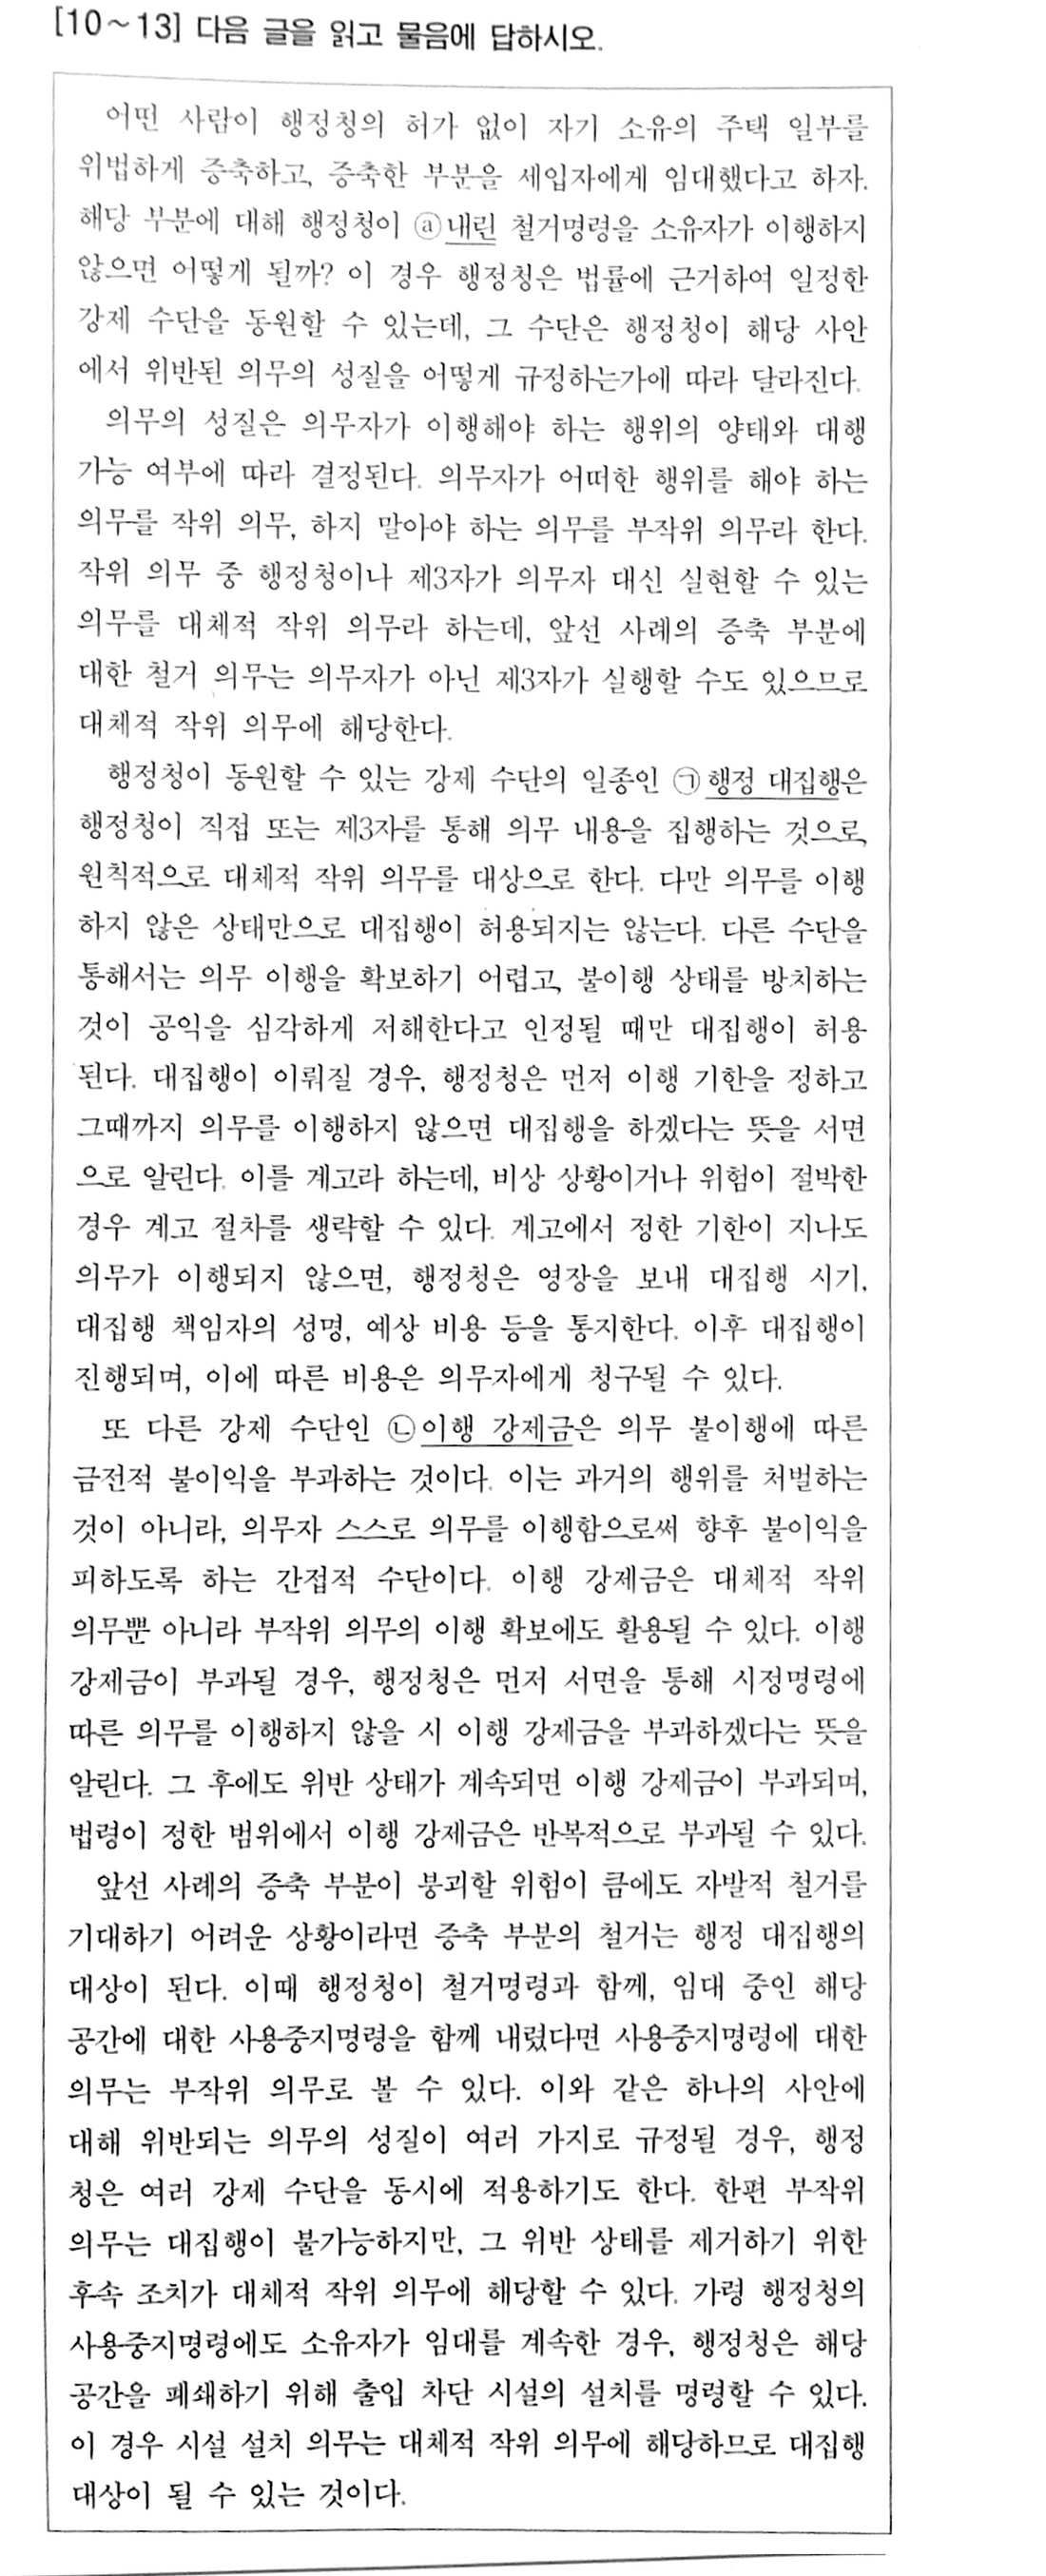 [10~13] 다음 글을 읽고 물음에 답하시오.
어떤 사람이 행정청의 허가 없이 자기 소유의 주택 일부를
위법하게 증축하고, 증축한 부분을 세입자에게 임대했다고 하자.
해당 부분에 대해 행정청이 ⓐ내린 철거명령을 소유자가 이행하지
않으면 어떻게 될까? 이 경우 행정청은 법률에 근거하여 일정한
강제 수단을 동원할 수 있는데, 그 수단은 행정청이 해당 사안
에서 위반된 의무의 성질을 어떻게 규정하는가에 따라 달라진다.
의무의 성질은 의무자가 이행해야 하는 행위의 양태와 대행
가능 여부에 따라 결정된다. 의무자가 어떠한 행위를 해야 하는
의무를 작위 의무, 하지 말아야 하는 의무를 부작위 의무라 한다.
작위 의무 중 행정청이나 제3자가 의무자 대신 실현할 수 있는
의무를 대체적 작위 의무라 하는데, 앞선 사례의 증축 부분에
대한 철거 의무는 의무자가 아닌 제3자가 실행할 수도 있으므로
대체적 작위 의무에 해당한다.
행정청이 동원할 수 있는 강제 수단의 일종인 ㉠행정 대집행은
행정청이 직접 또는 제3자를 통해 의무 내용을 집행하는 것으로,
원칙적으로 대체적 작위 의무를 대상으로 한다. 다만 의무를 이행
하지 않은 상태만으로 대집행이 허용되지는 않는다. 다른 수단을
통해서는 의무 이행을 확보하기 어렵고, 불이행 상태를 방치하는
것이 공익을 심각하게 저해한다고 인정될 때만 대집행이 허용
된다. 대집행이 이뤄질 경우, 행정청은 먼저 이행 기한을 정하고
그때까지 의무를 이행하지 않으면 대집행을 하겠다는 뜻을 서면
으로 알린다. 이를 계고라 하는데, 비상 상황이거나 위험이 절박한
경우 계고 절차를 생략할 수 있다. 계고에서 정한 기한이 지나도
의무가 이행되지 않으면, 행정청은 영장을 보내 대집행 시기,
대집행 책임자의 성명, 예상 비용 등을 통지한다. 이후 대집행이
진행되며, 이에 따른 비용은 의무자에게 청구될 수 있다.
또 다른 강제 수단인 ㉡이행 강제금은 의무 불이행에 따른
금전적 불이익을 부과하는 것이다. 이는 과거의 행위를 처벌하는
것이 아니라, 의무자 스스로 의무를 이행함으로써 향후 불이익을
피하도록 하는 간접적 수단이다. 이행 강제금은 대체적 작위
의무뿐 아니라 부작위 의무의 이행 확보에도 활용될 수 있다. 이행
강제금이 부과될 경우, 행정청은 먼저 서면을 통해 시정명령에
따른 의무를 이행하지 않을 시 이행 강제금을 부과하겠다는 뜻을
알린다. 그 후에도 위반 상태가 계속되면 이행 강제금이 부과되며,
법령이 정한 범위에서 이행 강제금은 반복적으로 부과될 수 있다.
앞선 사례의 증축 부분이 붕괴할 위험이 큼에도 자발적 철거를
기대하기 어려운 상황이라면 증축 부분의 철거는 행정 대집행의
대상이 된다. 이때 행정청이 철거명령과 함께, 임대 중인 해당
공간에 대한 사용중지명령을 함께 내렸다면 사용중지명령에 대한
의무는 부작위 의무로 볼 수 있다. 이와 같은 하나의 사안에
대해 위반되는 의무의 성질이 여러 가지로 규정될 경우, 행정
청은 여러 강제 수단을 동시에 적용하기도 한다. 한편 부작위
의무는 대집행이 불가능하지만, 그 위반 상태를 제거하기 위한
후속 조치가 대체적 작위 의무에 해당할 수 있다. 가령 행정청의
사용중지명령에도 소유자가 임대를 계속한 경우, 행정청은 해당
공간을 폐쇄하기 위해 출입 차단 시설의 설치를 명령할 수 있다.
이 경우 시설 설치 의무는 대체적 작위 의무에 해당하므로 대집행
대상이 될 수 있는 것이다.